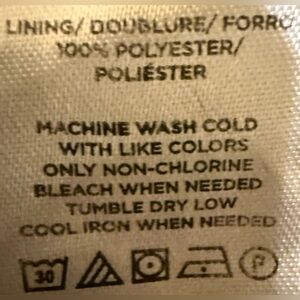 LINING/ DOUBLURE/ FORRO
100% POLYESTER/
POLIÉSTER
MACHINE WASH COLD
WITH LIKE COLORS
ONLY NON-CHLORINE
BLEACH WHEN NEEDED
TUMBLE DRY LOW
COOL IRON WHEN NEEDED
30 P